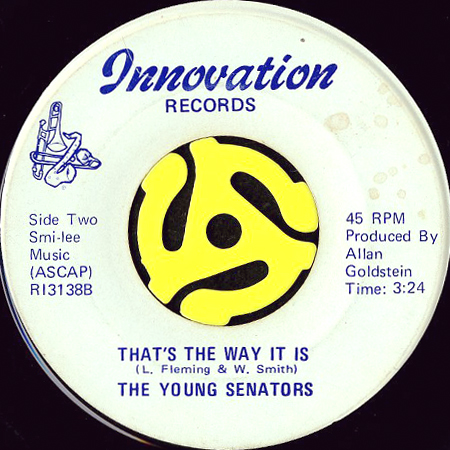 Innovation
RECORDS
Side Two
Smi-lee
Music
(ASCAP)
RI3138B
45 RPM
Produced By
Allan
Goldstein
Time: 3:24
THAT'S THE WAY IT IS
(L. Fleming & W. Smith)
THE YOUNG SENATORS